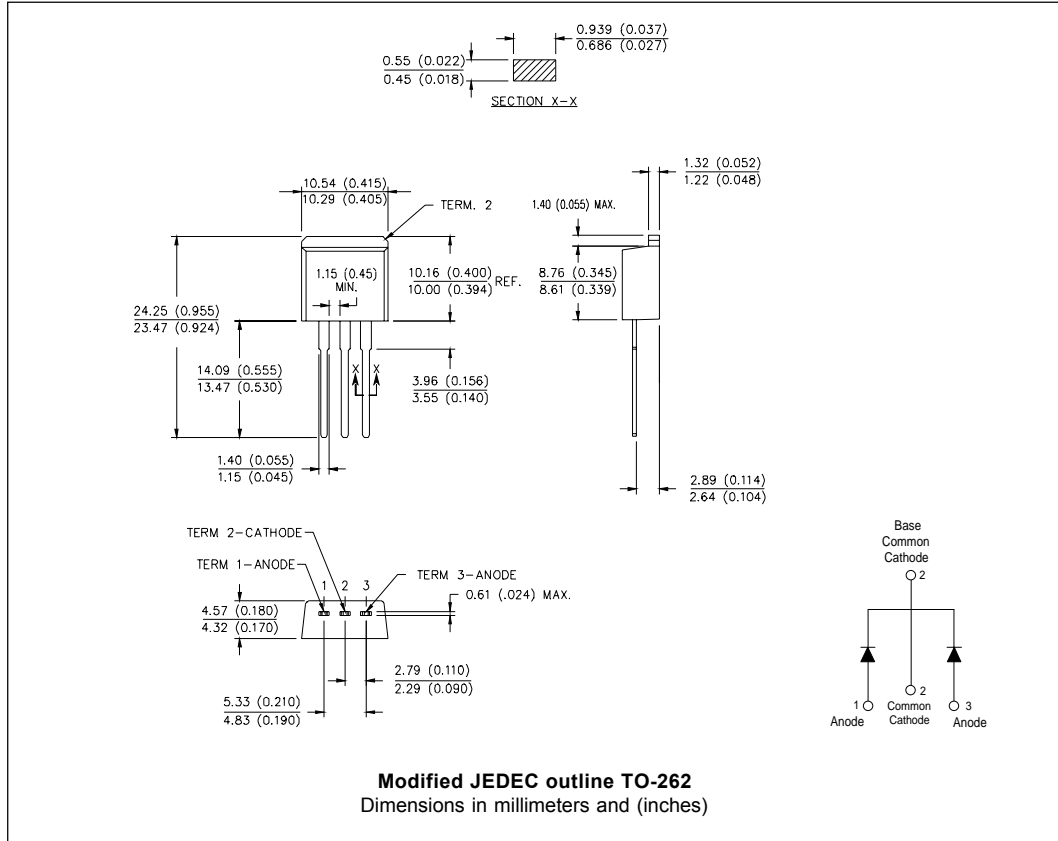 0.939 (0.037)
0.686 (0.027)
0.55 (0.022)
0.45 (0.018)
SECTION X-X
1.32 (0.052)
1.22 (0.048)
10.54 (0.415)
10.29 (0.405)
TERM. 2
1.40 (0.055) MAX.
1.15 (0.45)
MIN.
10.16 (0.400)
10.00 (0.394)
REF.
8.76 (0.345)
8.61 (0.339)
24.25 (0.955)
23.47 (0.924)
14.09 (0.555)
13.47 (0.530)
X X
3.96 (0.156)
3.55 (0.140)
1.40 (0.055)
1.15 (0.045)
2.89 (0.114)
2.64 (0.104)
TERM 2-CATHODE
TERM 1-ANODE
1 2 3
TERM 3-ANODE
0.61 (.024) MAX.
4.57 (0.180)
4.32 (0.170)
2.79 (0.110)
2.29 (0.090)
5.33 (0.210)
4.83 (0.190)
Base
Common
Cathode
2
2
1
Anode
Common
Cathode
3
Anode
Modified JEDEC outline TO-262
Dimensions in millimeters and (inches)